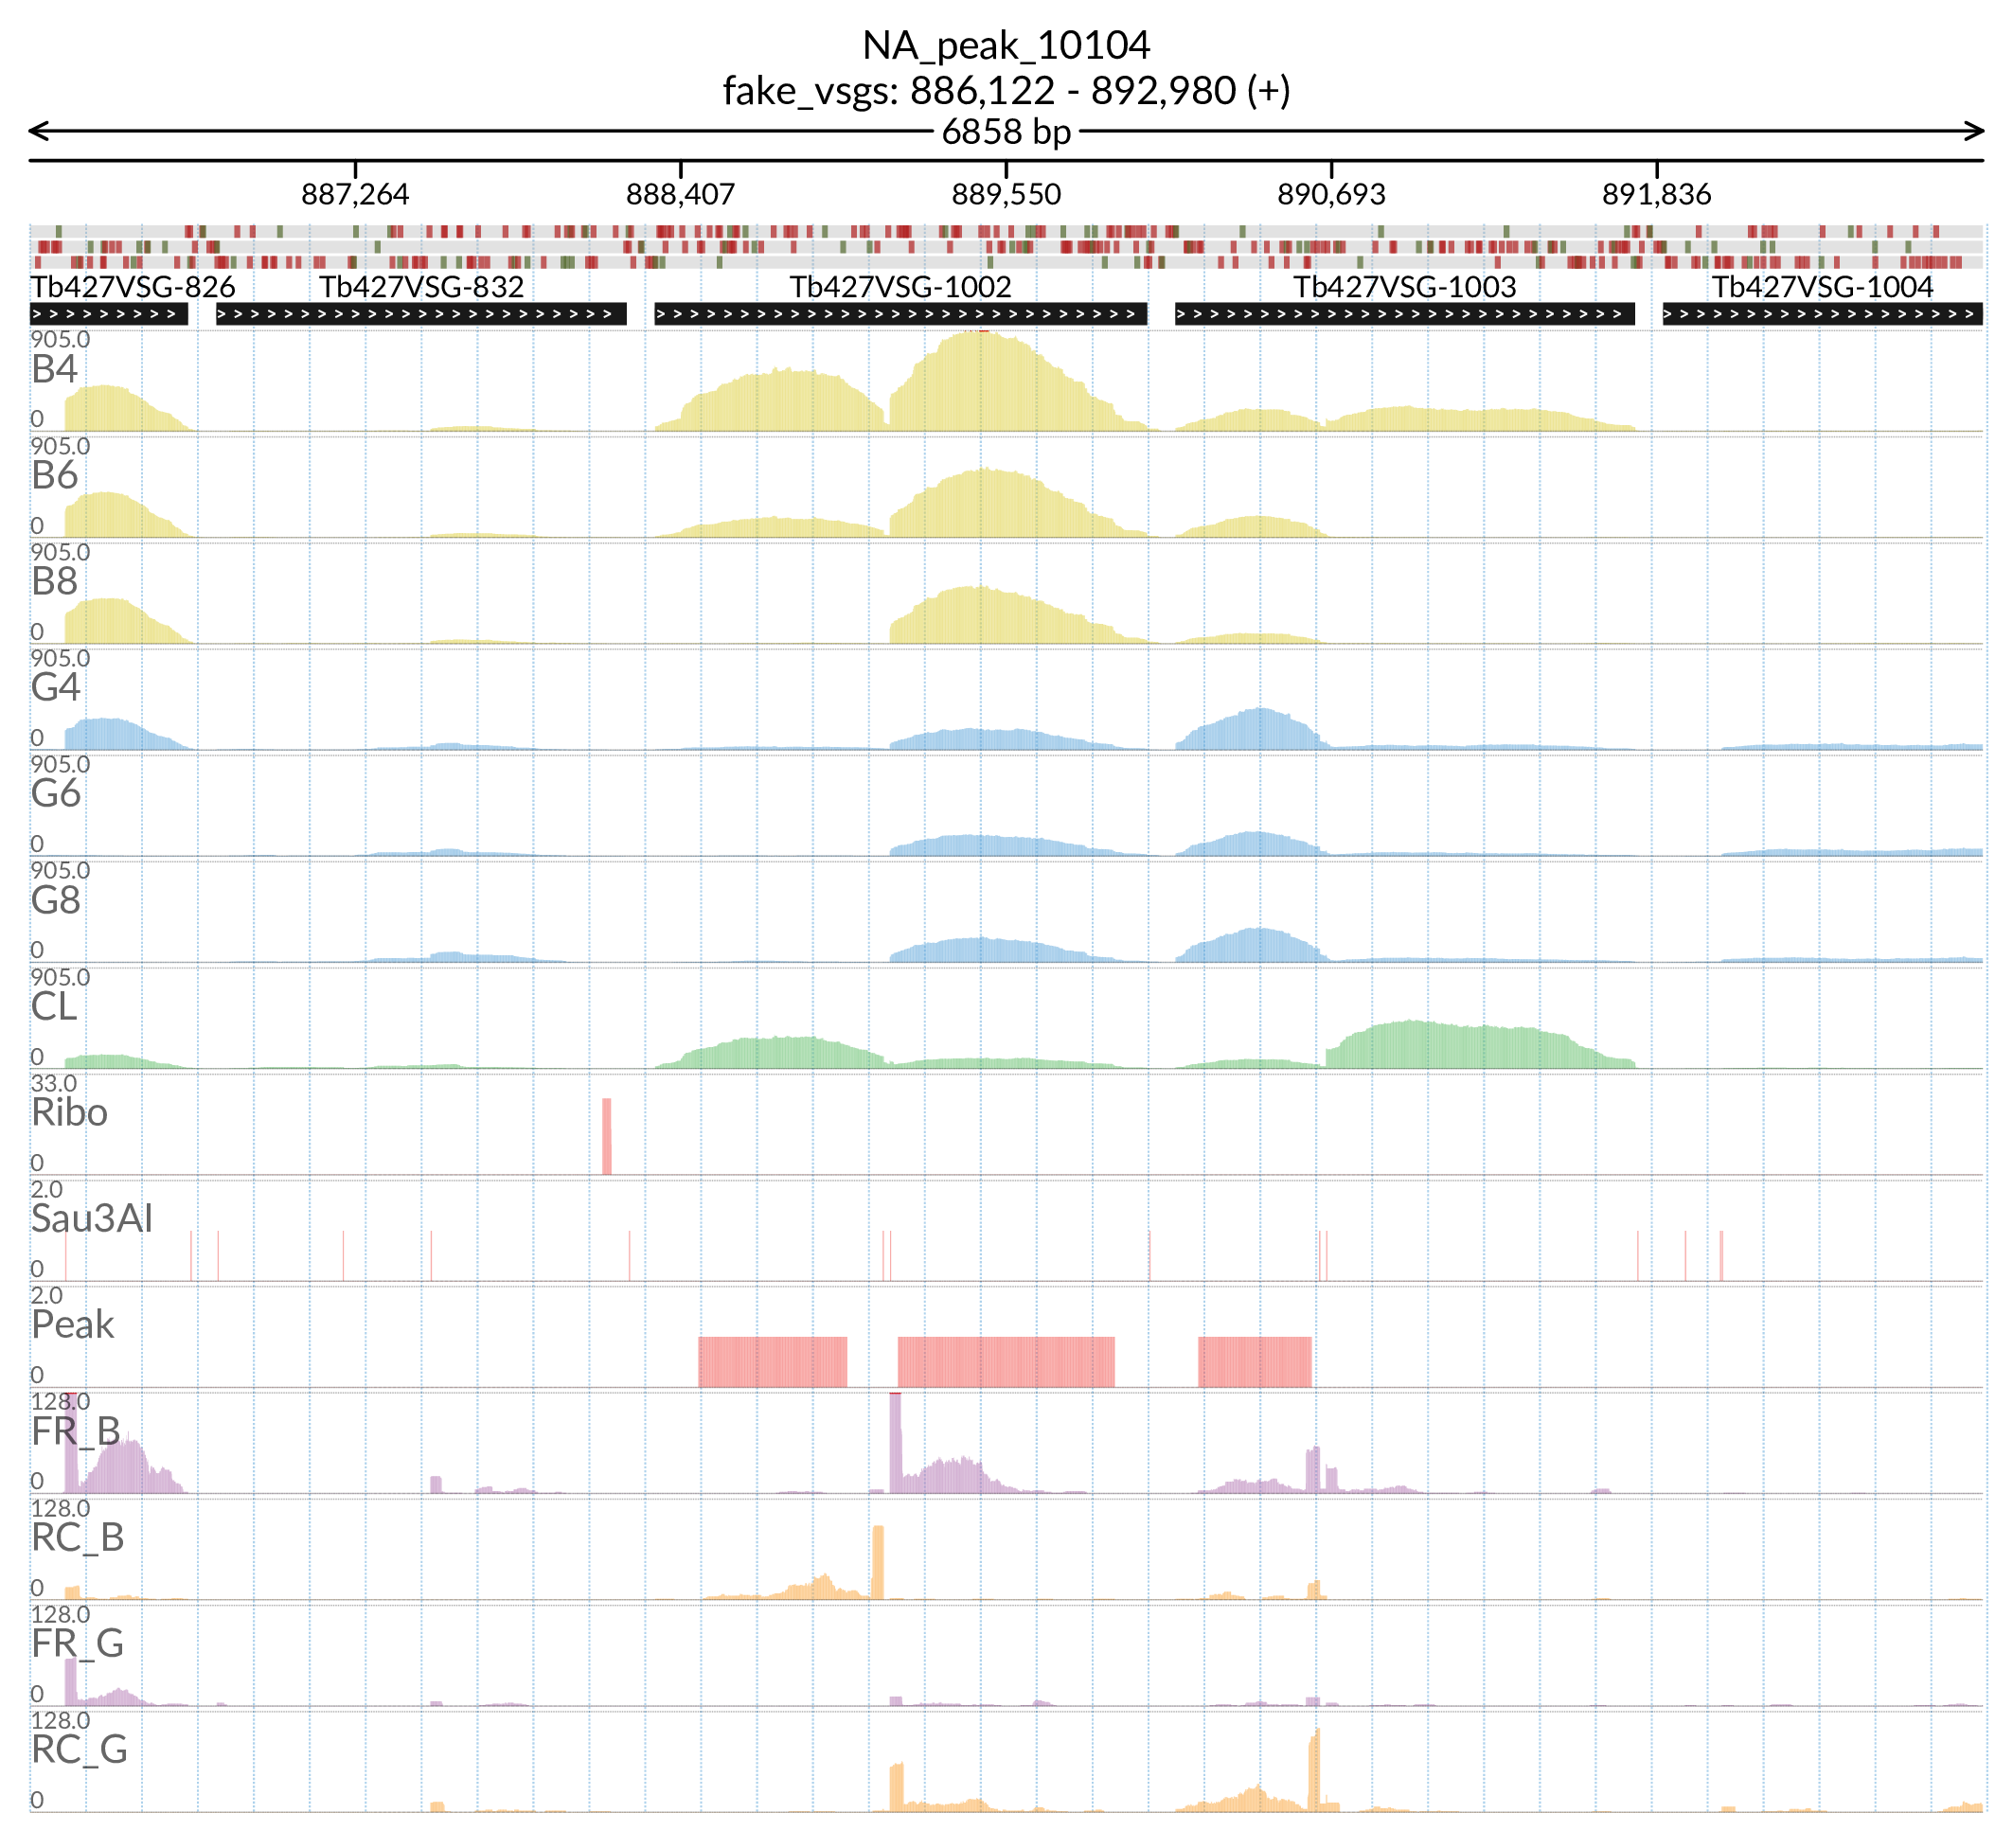 NA_peak_10104
fake_vsgs: 886,122 - 892,980 (+)
6858 bp
887,264 888,407 889,550 890,693 891,836
Tb427VSG-826 Tb427VSG-832 Tb427VSG-1002 Tb427VSG-1003 Tb427VSG-1004
905.0
B4
0
905.0
B6
0
905.0
B8
0
905.0
G4
0
905.0
G6
0
905.0
G8
0
905.0
CL
0
33.0
Ribo
0
2.0
Sau3AI
0
2.0
Peak
0
128.0
FR_B
0
128.0
RC_B
0
128.0
FR_G
0
128.0
RC_G
0